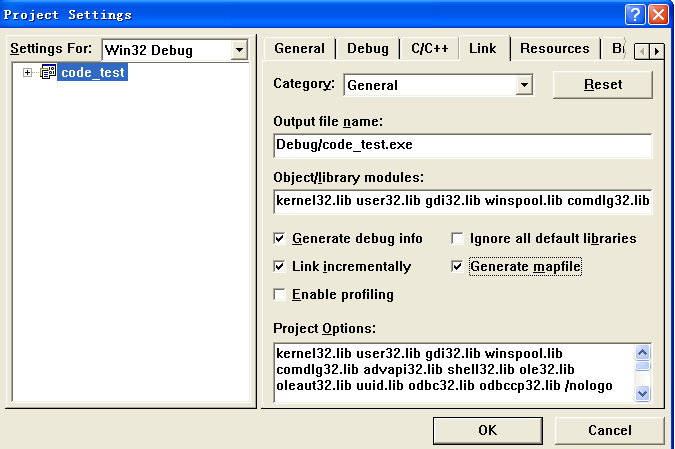 Project Settings
Settings For:
Win32 Debug
code_test
General
Debug
C/C++
Link
Resources
Category:
General
Reset
Output file name:
Debug/code_test.exe
Object/library modules:
kernel32.lib user32.lib gdi32.lib winspool.lib comdlg32.lib
Generate debug info
Ignore all default libraries
Link incrementally
Generate mapfile
Enable profiling
Project Options:
kernel32.lib user32.lib gdi32.lib winspool.lib
comdlg32.lib advapi32.lib shell32.lib ole32.lib
oleaut32.lib uuid.lib odbc32.lib odbccp32.lib /nologo
OK
Cancel